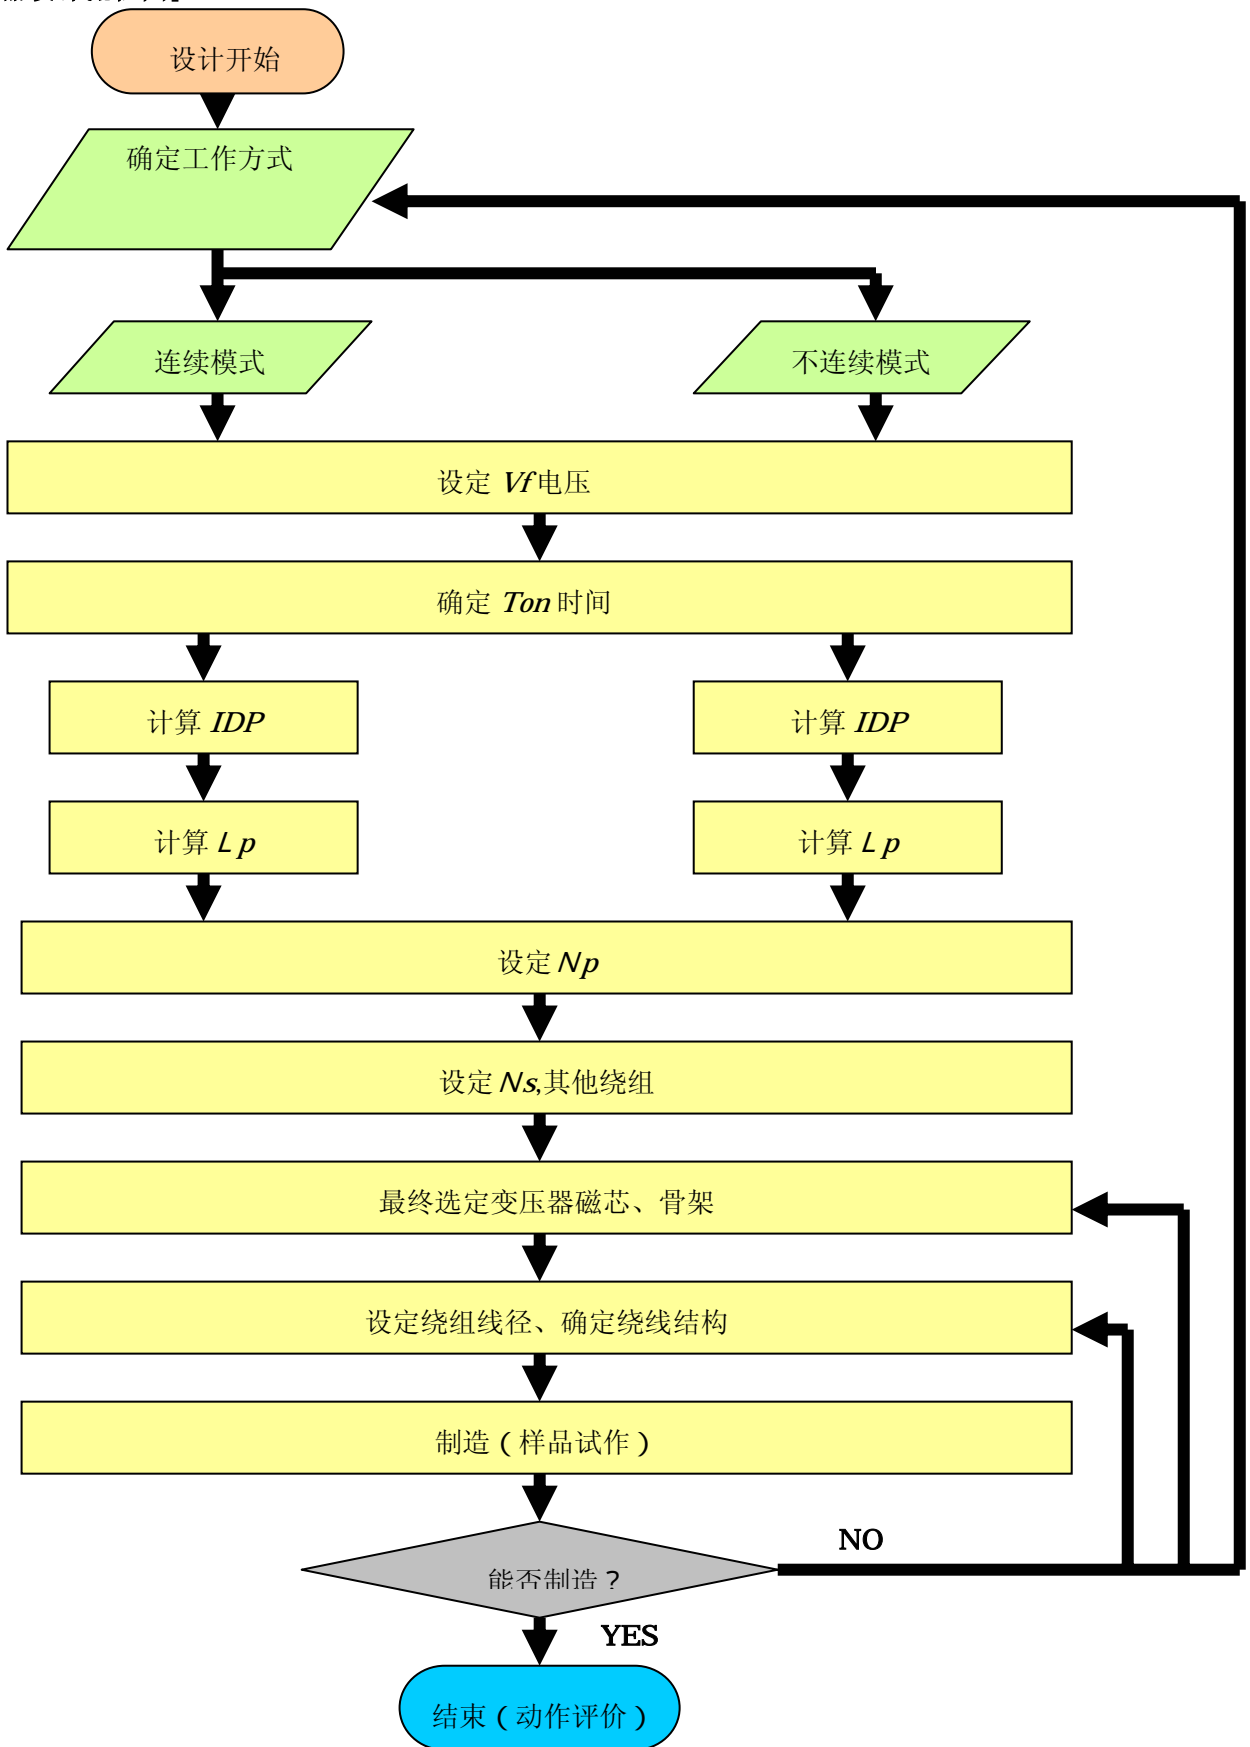 设计开始
确定工作方式
连续模式
不连续模式
设定 Vf 电压
确定 Ton 时间
计算 IDP
计算 IDP
计算 Lp
计算 Lp
设定 Np
设定 Ns,其他绕组
最终选定变压器磁芯、骨架
设定绕组线径、确定绕线结构
制造(样品试作)
NO
能否制造?
YES
结束(动作评价)